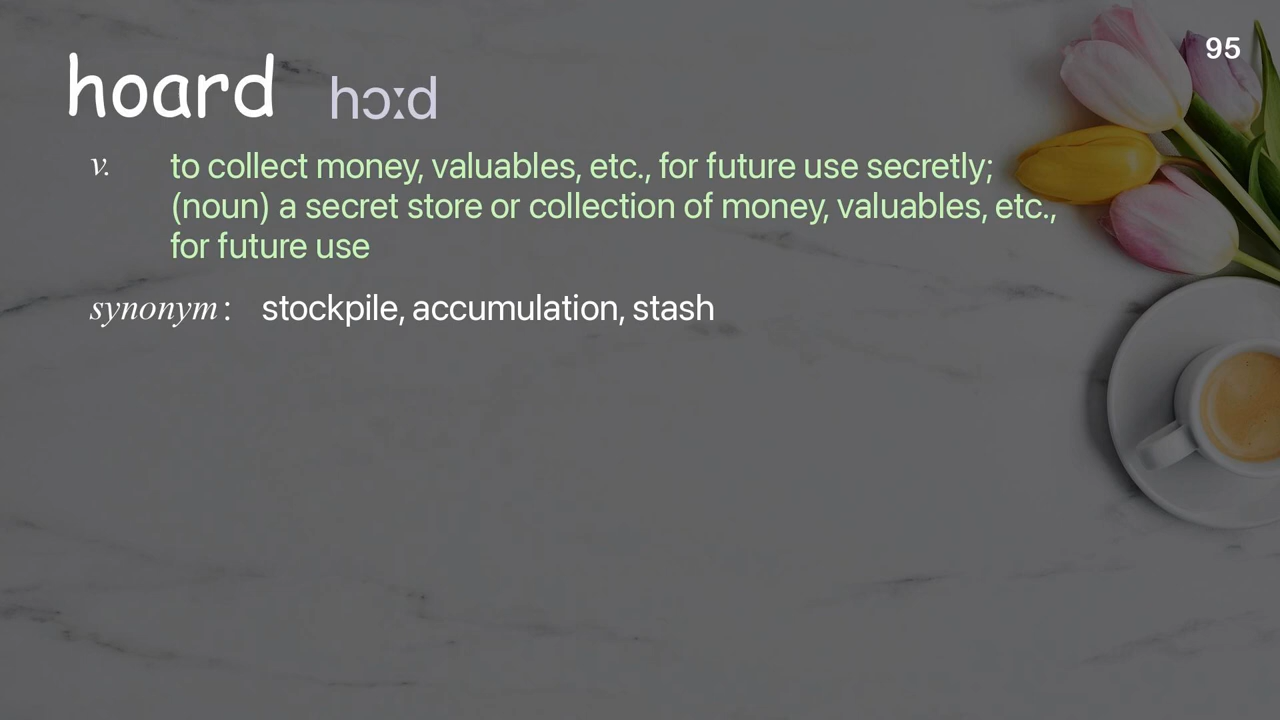 95
hoard hɔːd
v. to collect money, valuables, etc., for future use secretly;
(noun) a secret store or collection of money, valuables, etc.,
for future use
synonym: stockpile, accumulation, stash